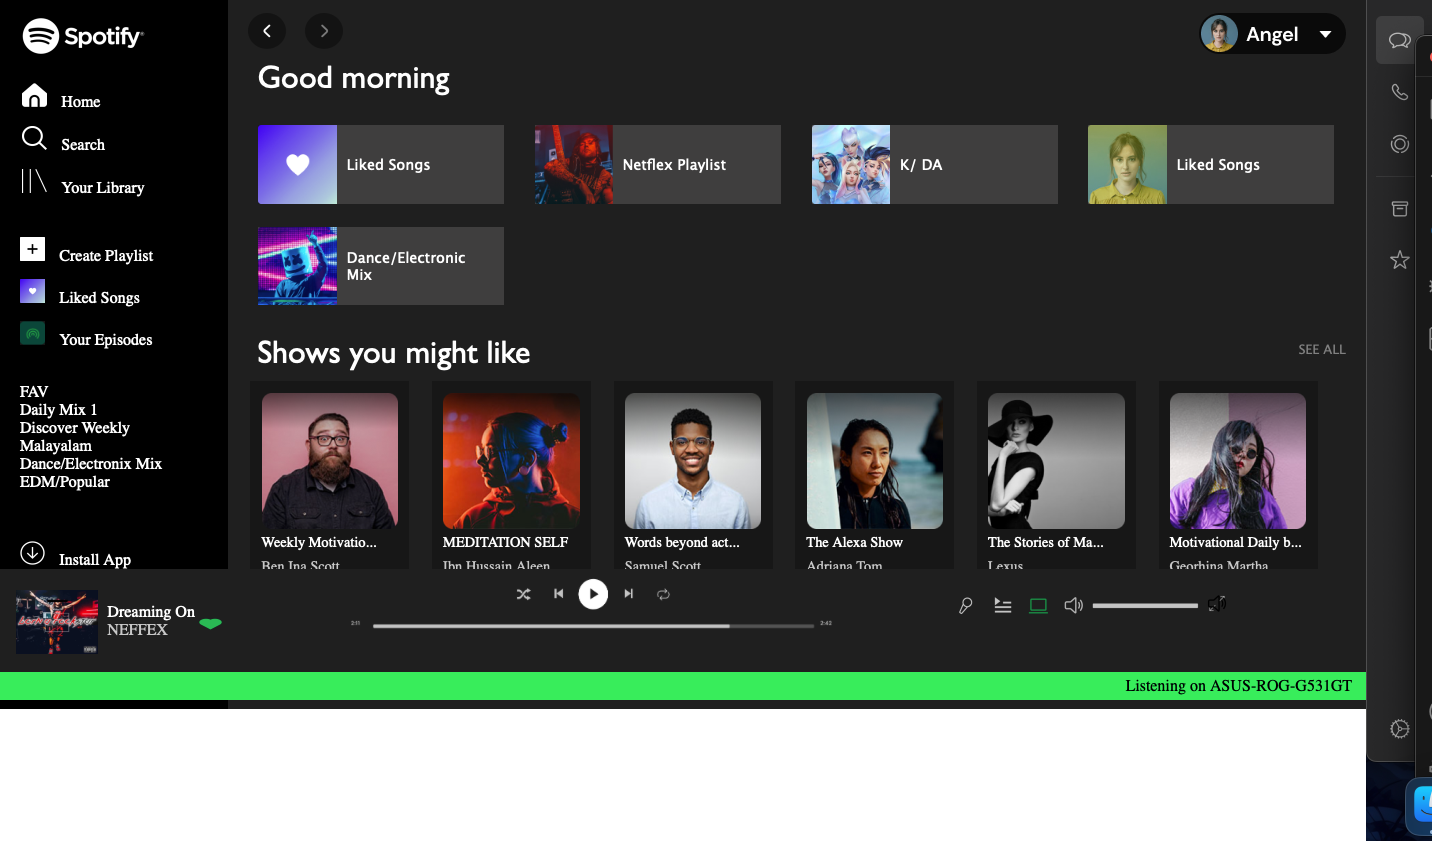 Spotify
Home
Search
Your Library
Create Playlist
Liked Songs
Your Episodes
FAV
Daily Mix 1
Discover Weekly
Malayalam
Dance/Electronix Mix
EDM/Popular
Install App
Angel
Good morning
Liked Songs
Netflex Playlist
K/ DA
Liked Songs
Dance/Electronic
Mix
Shows you might like
SEE ALL
Weekly Motivatio...
Ben Ina Scott
MEDITATION SELF
Ibn Hussain Aleen
Words beyond act...
Samuel Scott
The Alexa Show
Adriana Tom
The Stories of Ma...
Lexus
Motivational Daily b...
Georhina Martha
Dreaming On
NEFFEX
2:11
2:43
Listening on ASUS-ROG-G531GT